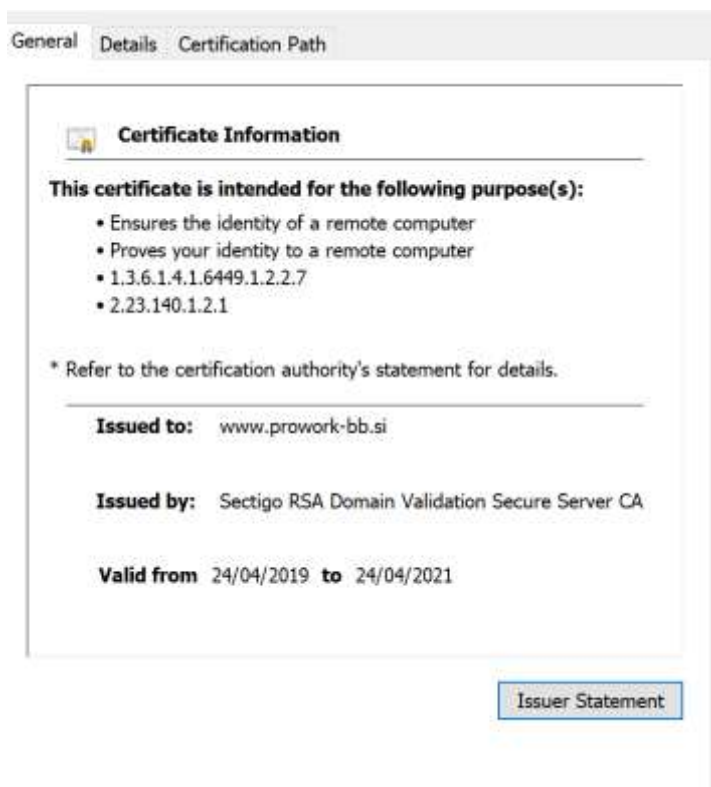 General Details Certification Path
Certificate Information
This certificate is intended for the following purpose(s):
• Ensures the identity of a remote computer
• Proves your identity to a remote computer
• 1.3.6.1.4.1.6449.1.2.2.7
• 2.23.140.1.2.1
* Refer to the certification authority's statement for details.
Issued to: www.prowork-bb.si
Issued by: Sectigo RSA Domain Validation Secure Server CA
Valid from 24/04/2019 to 24/04/2021
Issuer Statement